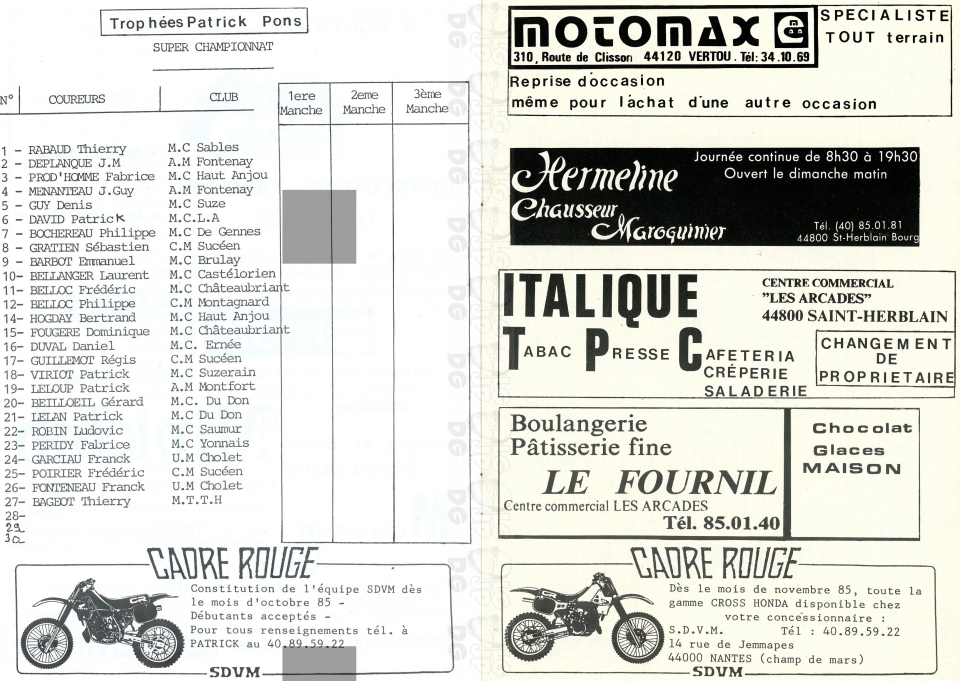 Trophées Patrick Pons
SUPER CHAMPIONNAT
N° COUREURS CLUB 1ere Manche 2eme Manche 3ème Manche
1 - RABAUD Thierry M.C Sables
2 - DEPLANQUE J.M A.M Fontenay
3 - PROD'HOMME Fabrice M.C Haut Anjou
4 - MENANTEAU J.Guy A.M Fontenay
5 - GUY Denis M.C Suze
6 - DAVID Patrick M.C.L.A
7 - BOCHEREAU Philippe M.C De Gennes
8 - GRATIEN Sébastien C.M Sucéen
9 - BARBOT Emmanuel M.C Brulay
10- BELLANGER Laurent M.C Castélorien
11- BELLOC Frédéric M.C Châteaubriant
12- BELLOC Philippe C.M Montagnard
14- HOGDAY Bertrand M.C Haut Anjou
15- FOUGERE Dominique M.C Châteaubriant
16- DUVAL Daniel M.C. Ernée
17- GUILLEMOT Régis C.M Sucéen
18- VIRIOT Patrick M.C Suzerain
19- LELOUP Patrick A.M Montfort
20- BEILLOEIL Gérard M.C. Du Don
21- LELAN Patrick M.C Du Don
22- ROBIN Ludovic M.C Saumur
23- PERIDY Fabrice M.C Yonnais
24- GARCIAU Franck U.M Cholet
25- POIRIER Frédéric C.M Sucéen
26- FONTENEAU Franck U.M Cholet
27- BAGEOT Thierry M.T.T.H
28-
29
30
CADRE ROUGE
Constitution de l'équipe SDVM dès
le mois d'octobre 85 -
Débutants acceptés -
Pour tous renseignements tél. à
PATRICK au 40.89.59.22
SDVM
MOTOMAX
310, Route de Clisson 44120 VERTOU. Tél: 34.10.69
SPECIALISTE
TOUT terrain
Reprise d'occasion
même pour l'àchat d'une autre occasion
Hermeline
Chausseur
Maroquinier
Journée continue de 8h30 à 19h30
Ouvert le dimanche matin
Tél. (40) 85.01.81
44800 St-Herblain Bourg
ITALIQUE
TABAC PRESSE CAFETERIA
CRÉPERIE
SALADERIE
CENTRE COMMERCIAL
"LES ARCADES"
44800 SAINT-HERBLAIN
CHANGEMENT
DE
PROPRIETAIRE
Boulangerie
Pâtisserie fine
LE FOURNIL
Centre commercial LES ARCADES
Tél. 85.01.40
Chocolat
Glaces
MAISON
CADRE ROUGE
Dès le mois de novembre 85, toute la
gamme CROSS HONDA disponible chez
votre concessionnaire :
S.D.V.M. Tél : 40.89.59.22
14 rue de Jemmapes
44000 NANTES (champ de mars)
SDVM